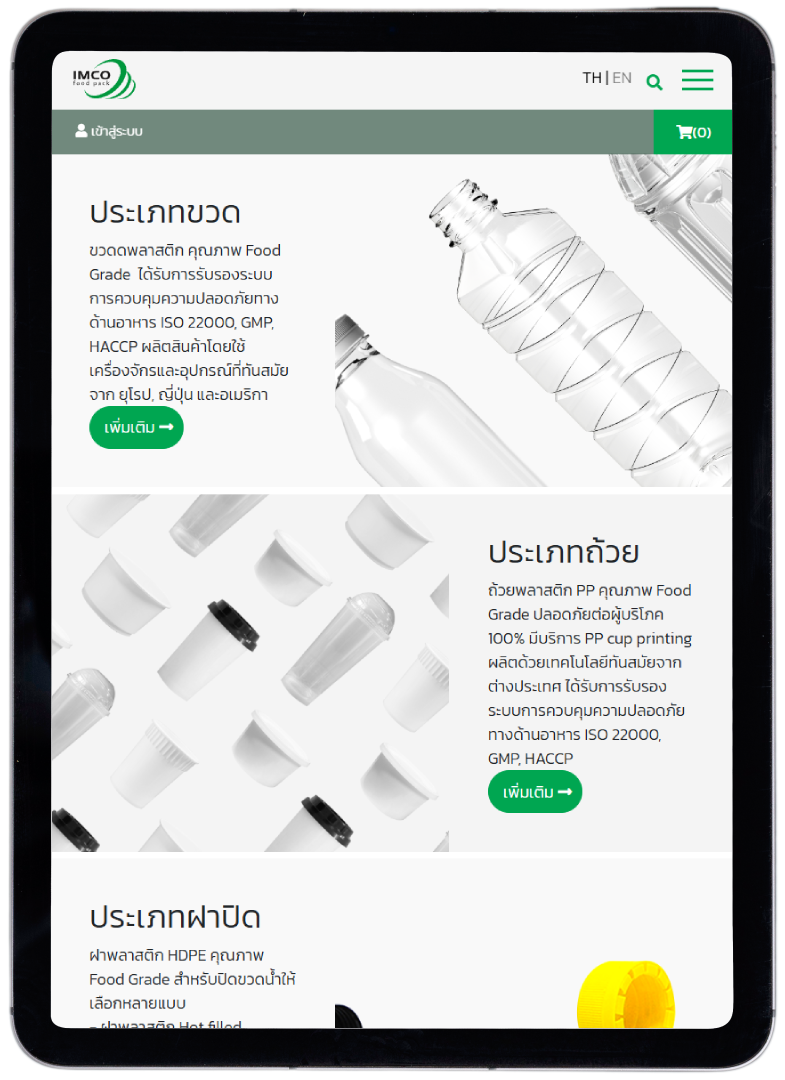 IMCO
food pack
TH | EN
เข้าสู่ระบบ
(0)
ประเภทขวด
ขวดดพลาสติก คุณภาพ Food
Grade ได้รับการรับรองระบบ
การควบคุมความปลอดภัยทาง
ด้านอาหาร ISO 22000, GMP,
HACCP ผลิตสินค้าโดยใช้
เครื่องจักรและอุปกรณ์ที่ทันสมัย
จาก ยุโรป, ญี่ปุ่น และอเมริกา
เพิ่มเติม
ประเภทถ้วย
ถ้วยพลาสติก PP คุณภาพ Food
Grade ปลอดภัยต่อผู้บริโภค
100% มีบริการ PP cup printing
ผลิตด้วยเทคโนโลยีทันสมัยจาก
ต่างประเทศ ได้รับการรับรอง
ระบบการควบคุมความปลอดภัย
ทางด้านอาหาร ISO 22000,
GMP, HACCP
เพิ่มเติม
ประเภทฝาปิด
ฝาพลาสติก HDPE คุณภาพ
Food Grade สำหรับปิดขวดน้ำให้
เลือกหลายแบบ
- ฝาพลาสติก Hot filled